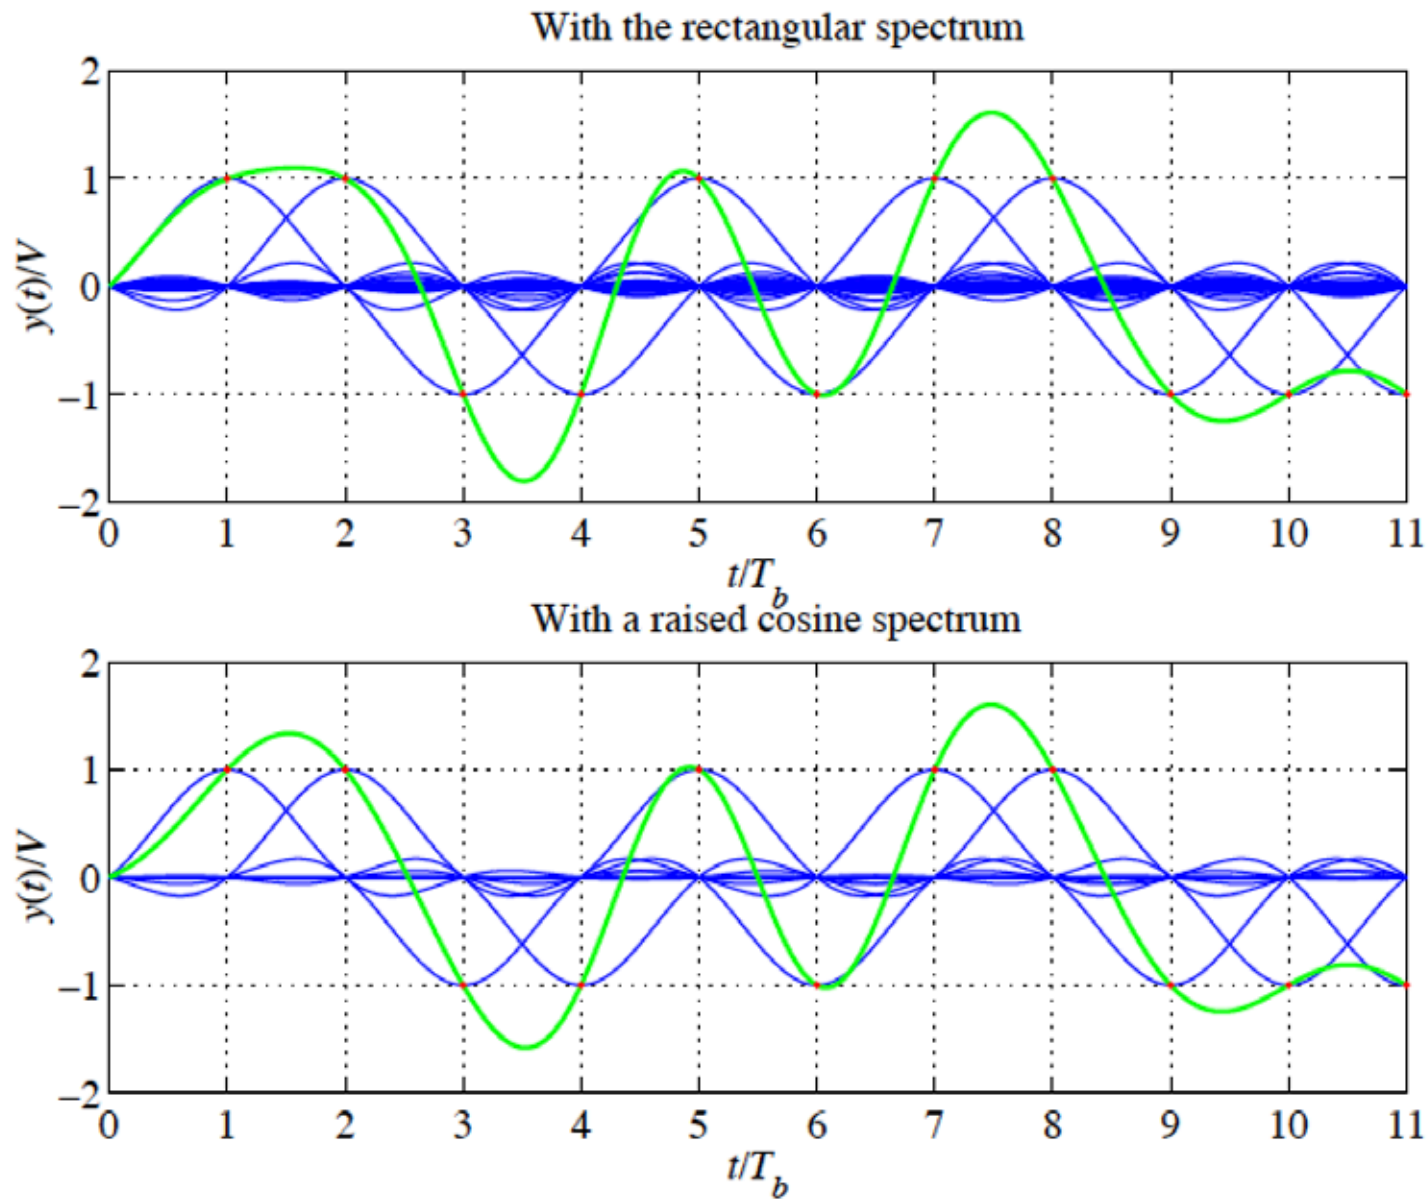 With the rectangular spectrum
2
1
0
−1
−2
y(t)/V
0 1 2 3 4 5 6 7 8 9 10 11
t/T_b
With a raised cosine spectrum
2
1
0
−1
−2
y(t)/V
0 1 2 3 4 5 6 7 8 9 10 11
t/T_b